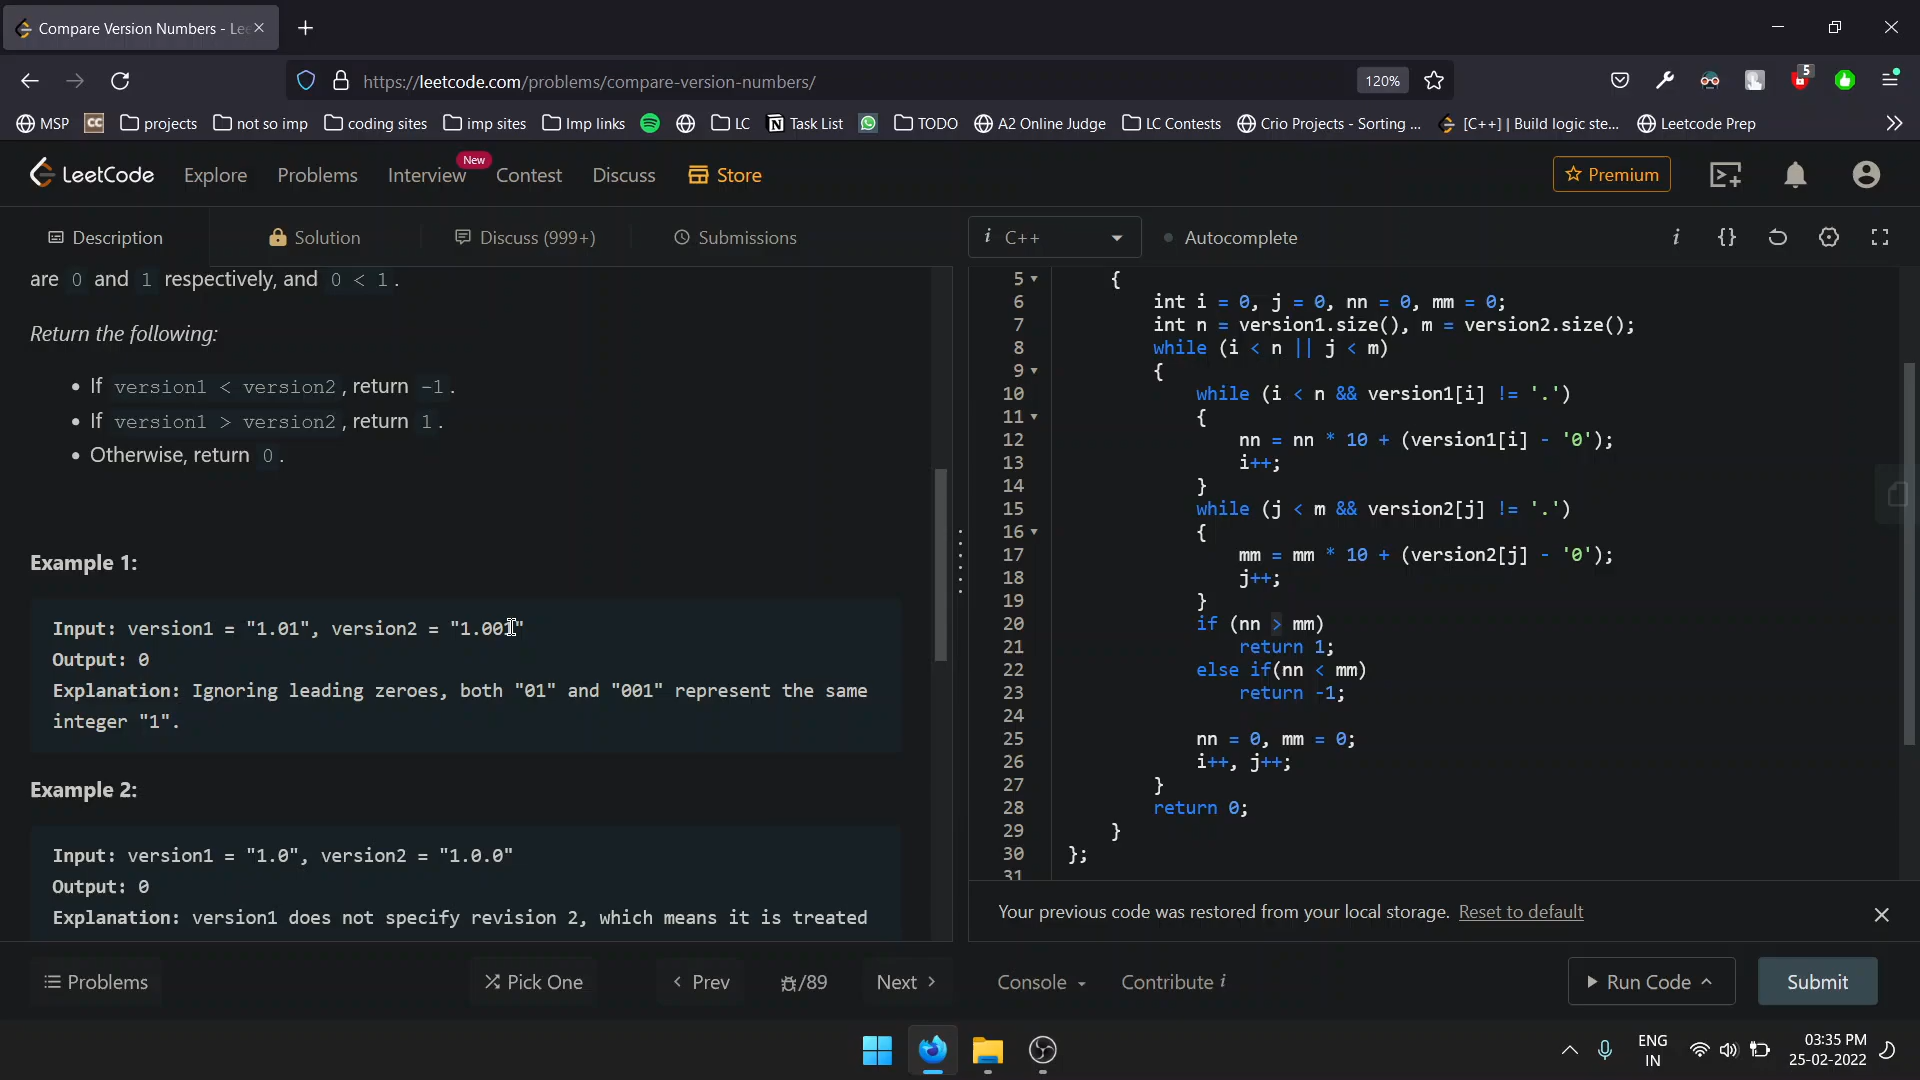 Compare Version Numbers - Le
https://leetcode.com/problems/compare-version-numbers/
120%
5
MSP
CC
projects
not so imp
coding sites
imp sites
Imp links
LC
Task List
TODO
A2 Online Judge
LC Contests
Crio Projects - Sorting ...
[C++] | Build logic ste...
Leetcode Prep
LeetCode
Explore
Problems
Interview
New
Contest
Discuss
Store
Premium
Description
Solution
Discuss (999+)
Submissions
i C++
Autocomplete
i
{}
are 0 and 1 respectively, and 0 < 1.
Return the following:
• If version1 < version2, return -1.
• If version1 > version2, return 1.
• Otherwise, return 0.
Example 1:
Input: version1 = "1.01", version2 = "1.001"
Output: 0
Explanation: Ignoring leading zeroes, both "01" and "001" represent the same
integer "1".
Example 2:
Input: version1 = "1.0", version2 = "1.0.0"
Output: 0
Explanation: version1 does not specify revision 2, which means it is treated
5 {
6 int i = 0, j = 0, nn = 0, mm = 0;
7 int n = version1.size(), m = version2.size();
8 while (i < n || j < m)
9 {
10 while (i < n && version1[i] != '.')
11 {
12 nn = nn * 10 + (version1[i] - '0');
13 i++;
14 }
15 while (j < m && version2[j] != '.')
16 {
17 mm = mm * 10 + (version2[j] - '0');
18 j++;
19 }
20 if (nn > mm)
21 return 1;
22 else if(nn < mm)
23 return -1;
24
25 nn = 0, mm = 0;
26 i++, j++;
27 }
28 return 0;
29 }
30 };
31
Your previous code was restored from your local storage. Reset to default
Problems
Pick One
Prev
/89
Next
Console
Contribute i
Run Code
Submit
ENG
IN
03:35 PM
25-02-2022